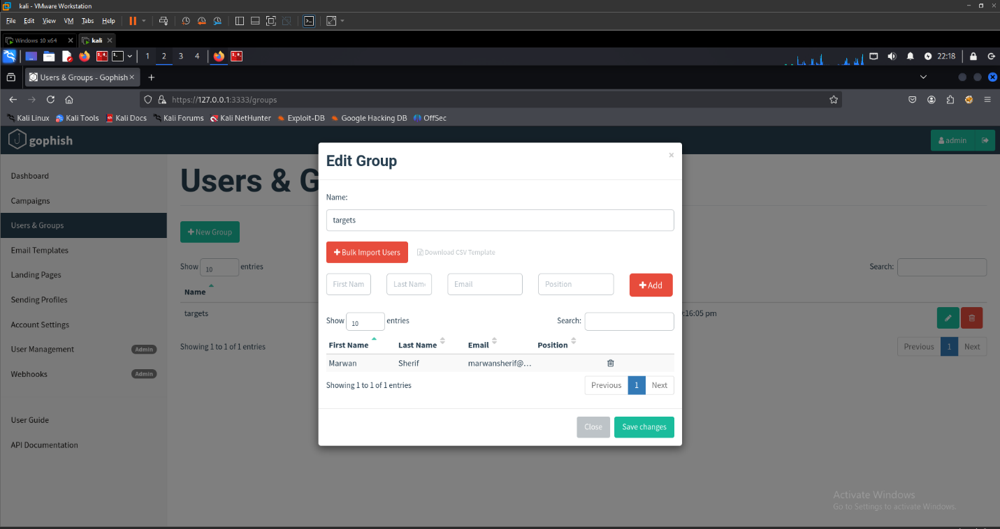 kali - VMware Workstation
File Edit View VM Tabs Help
Windows 10 x64 kali
1 2 3 4 22:18
Users & Groups - Gophish
https://127.0.0.1:3333/groups
Kali Linux Kali Tools Kali Docs Kali Forums Kali NetHunter Exploit-DB Google Hacking DB OffSec
gophish admin
Dashboard
Campaigns
Users & Groups
Email Templates
Landing Pages
Sending Profiles
Account Settings
User Management Admin
Webhooks Admin
User Guide
API Documentation
Users & G
New Group
Show 10 entries Search:
Name
targets :16:05 pm
Showing 1 to 1 of 1 entries Previous 1 Next
Edit Group ×
Name:
targets
Bulk Import Users Download CSV Template
First Nam Last Name Email Position Add
Show 10 entries Search:
First Name Last Name Email Position
Marwan Sherif marwansherif@...
Showing 1 to 1 of 1 entries Previous 1 Next
Close Save changes
Activate Windows
Go to Settings to activate Windows.